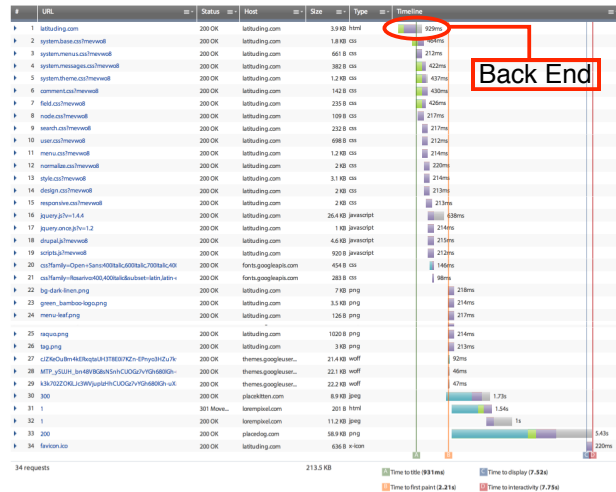 # URL Status Host Size Type Timeline
1 latituding.com 200 OK latituding.com 3.9 KB html 929ms
2 system.base.css?mevwo8 200 OK latituding.com 1.8 KB css 464ms
3 system.menus.css?mevwo8 200 OK latituding.com 661 B css 212ms
4 system.messages.css?mevwo8 200 OK latituding.com 382 B css 422ms
Back End
5 system.theme.css?mevwo8 200 OK latituding.com 1.2 KB css 437ms
6 comment.css?mevwo8 200 OK latituding.com 142 B css 430ms
7 field.css?mevwo8 200 OK latituding.com 235 B css 426ms
8 node.css?mevwo8 200 OK latituding.com 109 B css 217ms
9 search.css?mevwo8 200 OK latituding.com 232 B css 217ms
10 user.css?mevwo8 200 OK latituding.com 698 B css 212ms
11 menu.css?mevwo8 200 OK latituding.com 1.2 KB css 214ms
12 normalize.css?mevwo8 200 OK latituding.com 2 KB css 220ms
13 style.css?mevwo8 200 OK latituding.com 3.1 KB css 214ms
14 design.css?mevwo8 200 OK latituding.com 2 KB css 213ms
15 responsive.css?mevwo8 200 OK latituding.com 2 KB css 213ms
16 jquery.js?v=1.4.4 200 OK latituding.com 26.4 KB javascript 638ms
17 jquery.once.js?v=1.2 200 OK latituding.com 1 KB javascript 214ms
18 drupal.js?mevwo8 200 OK latituding.com 4.6 KB javascript 215ms
19 scripts.js?mevwo8 200 OK latituding.com 920 B javascript 212ms
20 css?family=Open+Sans:400italic,600italic,700italic,40( 200 OK fonts.googleapis.com 454 B css 146ms
21 css?family=Rosarivo:400,400italic&subset=latin,latin- 200 OK fonts.googleapis.com 283 B css 98ms
22 bg-dark-linen.png 200 OK latituding.com 7 KB png 218ms
23 green_bamboo-logo.png 200 OK latituding.com 3.5 KB png 214ms
24 menu-leaf.png 200 OK latituding.com 126 B png 217ms
25 raquo.png 200 OK latituding.com 1020 B png 214ms
26 tag.png 200 OK latituding.com 3 KB png 213ms
27 200 OK themes.googleuser... 21.4 KB woff 92ms
28 200 OK themes.googleuser... 22.1 KB woff 46ms
29 200 OK themes.googleuser... 22.2 KB woff 47ms
30 300 200 OK placekitten.com 8.9 KB jpeg 1.73s
31 1 301 Move... lorempixel.com 201 B html 1.54s
32 1 200 OK lorempixel.com 11.2 KB jpeg 1s
33 200 200 OK placedog.com 58.9 KB png 5.43s
34 favicon.ico 200 OK latituding.com 636 B x-icon 220ms
34 requests 213.5 KB
Time to title (931ms) Time to display (7.52s)
Time to first paint (2.21s) Time to interactivity (7.75s)